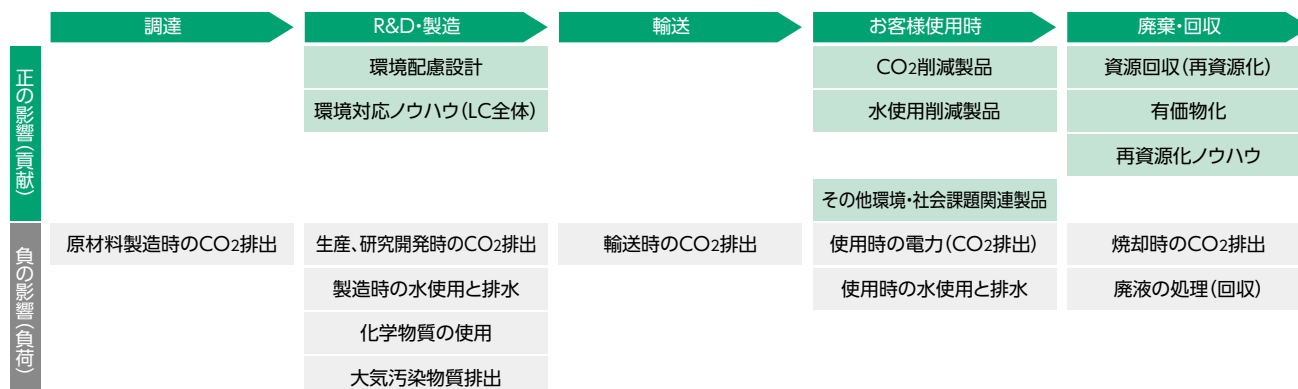 調達
R&D・製造
輸送
お客様使用時
廃棄・回収
正の影響（貢献）
環境配慮設計
CO2削減製品
資源回収（再資源化）
環境対応ノウハウ（LC全体）
水使用削減製品
有価物化
再資源化ノウハウ
その他環境・社会課題関連製品
負の影響（負荷）
原材料製造時のCO2排出
生産、研究開発時のCO2排出
輸送時のCO2排出
使用時の電力（CO2排出）
焼却時のCO2排出
製造時の水使用と排水
使用時の水使用と排水
廃液の処理（回収）
化学物質の使用
大気汚染物質排出